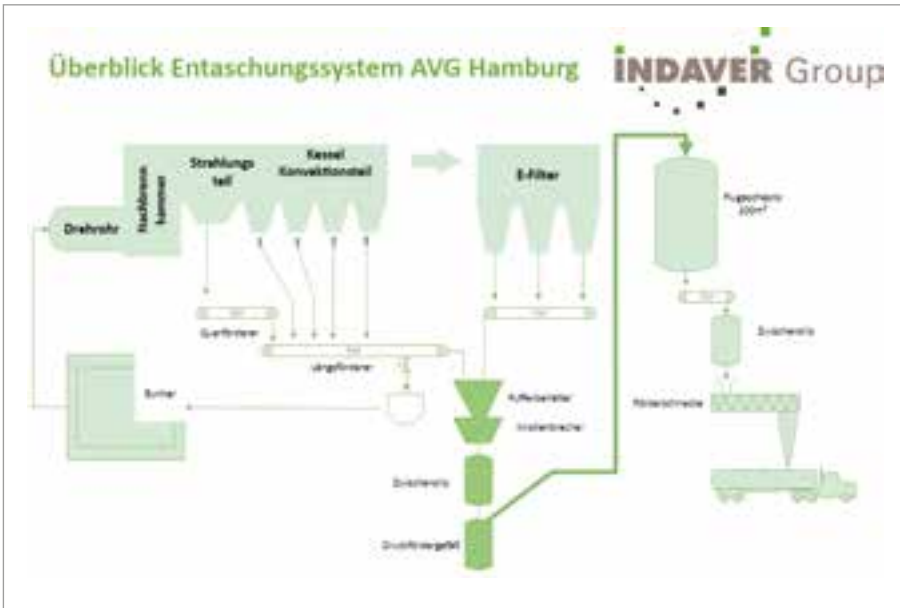 Überblick Entaschungssystem AVG Hamburg
INDAVER Group
Strahlungs
teil
Kessel
Konvektionsteil
E-Filter
Nachbrenn
kammer
Drehrohr
Querförderer
Längsförderer
Bunker
Pufferbehälter
Knollenbrecher
Zwischensilo
Druckfördergefäß
Zwischensilo